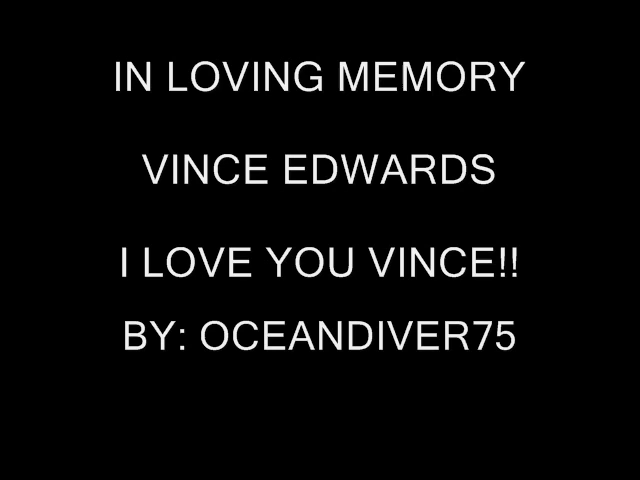 IN LOVING MEMORY
VINCE EDWARDS
I LOVE YOU VINCE!!
BY: OCEANDIVER75